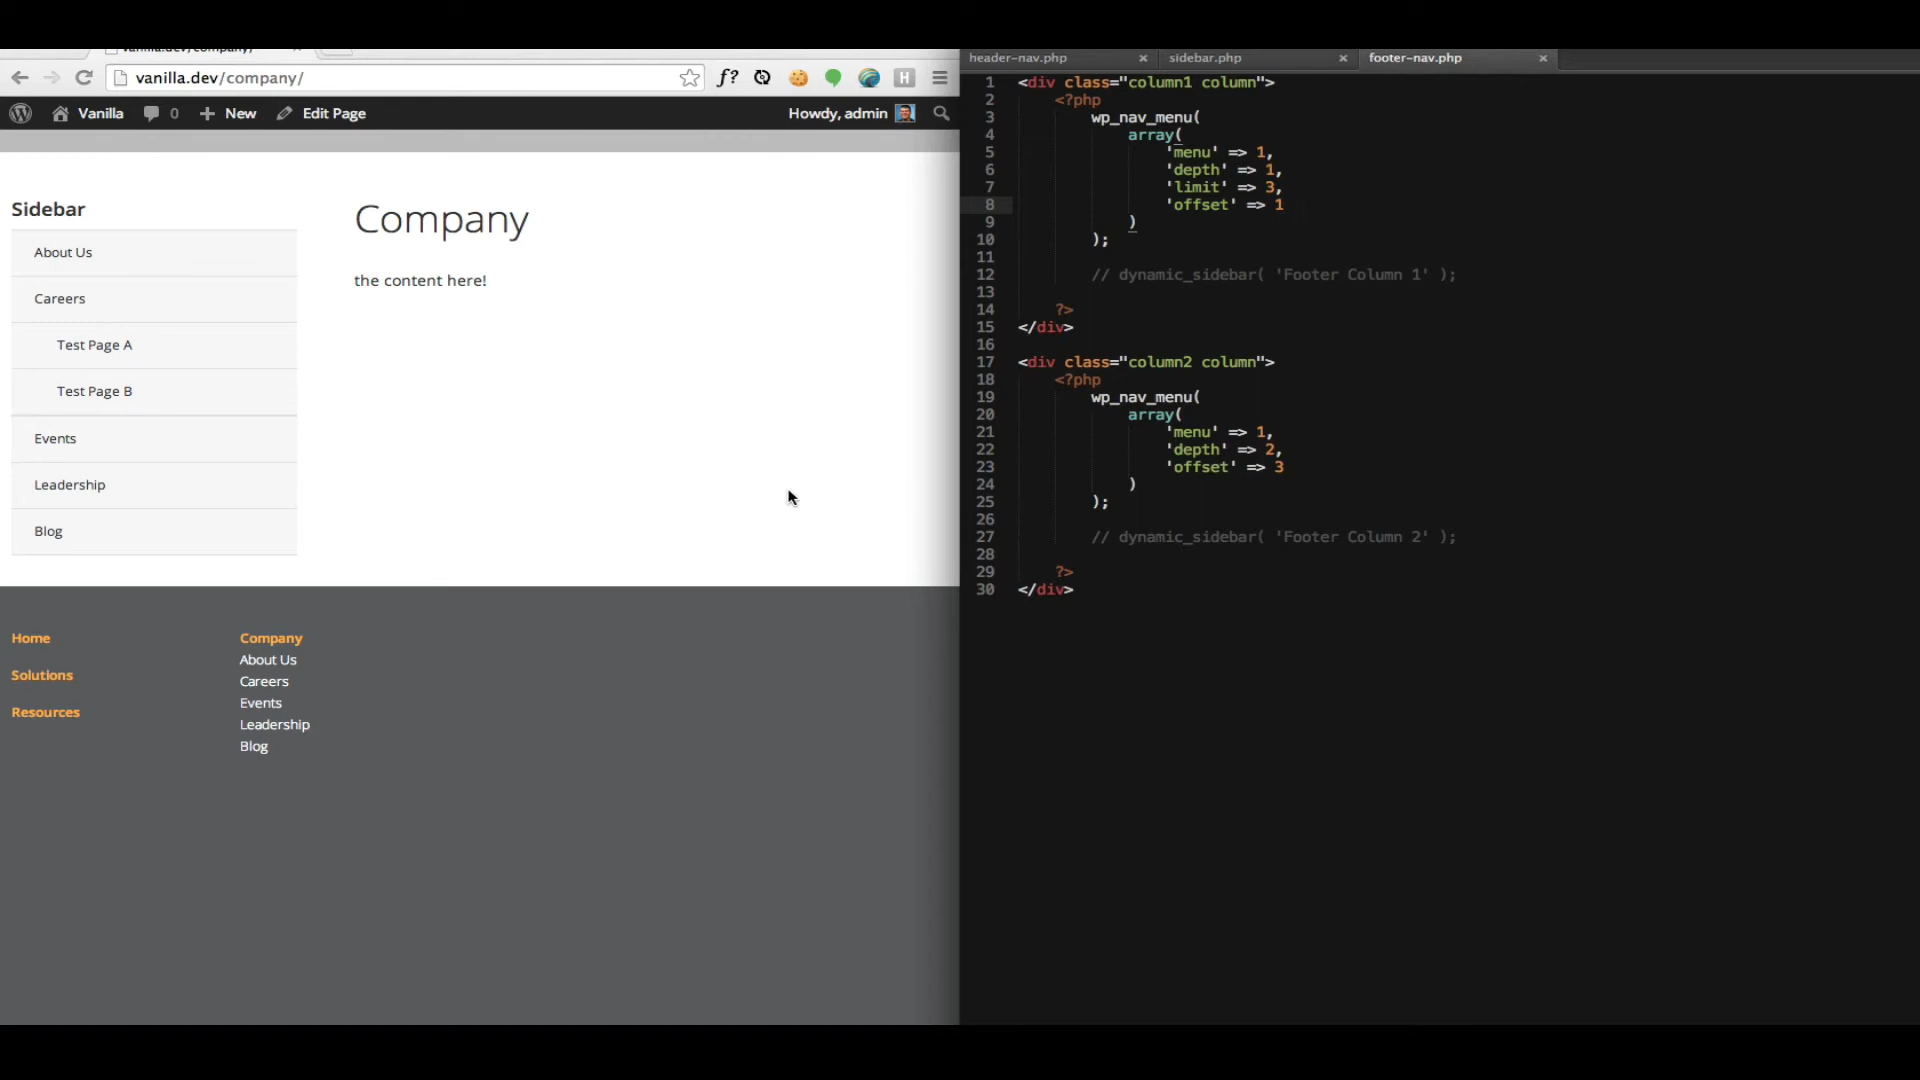 vanilla.dev/company/
vanilla.dev/company/
f?
H
Vanilla
0
New
Edit Page
Howdy, admin
Sidebar
About Us
Careers
Test Page A
Test Page B
Events
Leadership
Blog
Company
the content here!
Home
Solutions
Resources
Company
About Us
Careers
Events
Leadership
Blog
header-nav.php
sidebar.php
footer-nav.php
1 <div class="column1 column">
2 <?php
3 wp_nav_menu(
4 array(
5 'menu' => 1,
6 'depth' => 1,
7 'limit' => 3,
8 'offset' => 1
9 )
10 );
11
12 // dynamic_sidebar( 'Footer Column 1' );
13
14 ?>
15 </div>
16
17 <div class="column2 column">
18 <?php
19 wp_nav_menu(
20 array(
21 'menu' => 1,
22 'depth' => 2,
23 'offset' => 3
24 )
25 );
26
27 // dynamic_sidebar( 'Footer Column 2' );
28
29 ?>
30 </div>